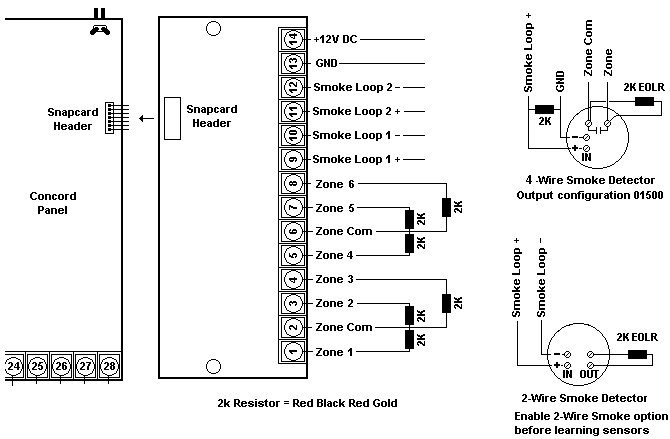 Snapcard
Header
Concord
Panel
24 25 26 27 28
Snapcard
Header
14 +12V DC
13 GND
12 Smoke Loop 2 −
11 Smoke Loop 2 +
10 Smoke Loop 1 −
9 Smoke Loop 1 +
8 Zone 6
7 Zone 5
6 Zone Com
5 Zone 4
4 Zone 3
3 Zone 2
2 Zone Com
1 Zone 1
2K
2K
2K
2K
2K
2K
2k Resistor = Red Black Red Gold
Smoke Loop +
GND
Zone Com
Zone
2K EOLR
2K
−
+
IN
4 -Wire Smoke Detector
Output configuration 01500
Smoke Loop +
Smoke Loop −
2K EOLR
−
+
IN OUT
2-Wire Smoke Detector
Enable 2-Wire Smoke option
before learning sensors